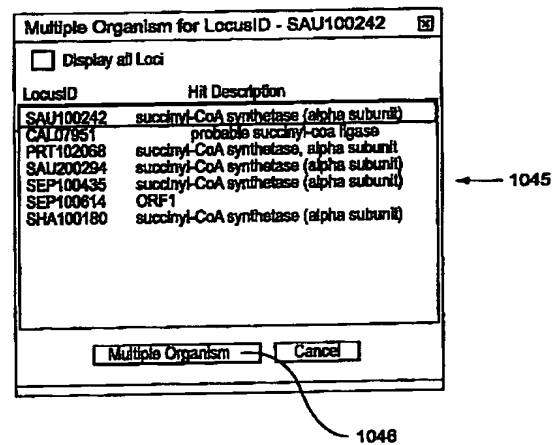 Multiple Organism for LocusID - SAU100242
Display all Loci
LocusID Hit Description
SAU100242 succinyl-CoA synthetase (alpha subunit)
CAL07951 probable succinyl-coa ligase
PRT102068 succinyl-CoA synthetase, alpha subunit
SAU200294 succinyl-CoA synthetase (alpha subunit)
SEP100435 succinyl-CoA synthetase (alpha subunit)
SEP100614 ORF1
SHA100180 succinyl-CoA synthetase (alpha subunit)
1045
Multiple Organism Cancel
1046